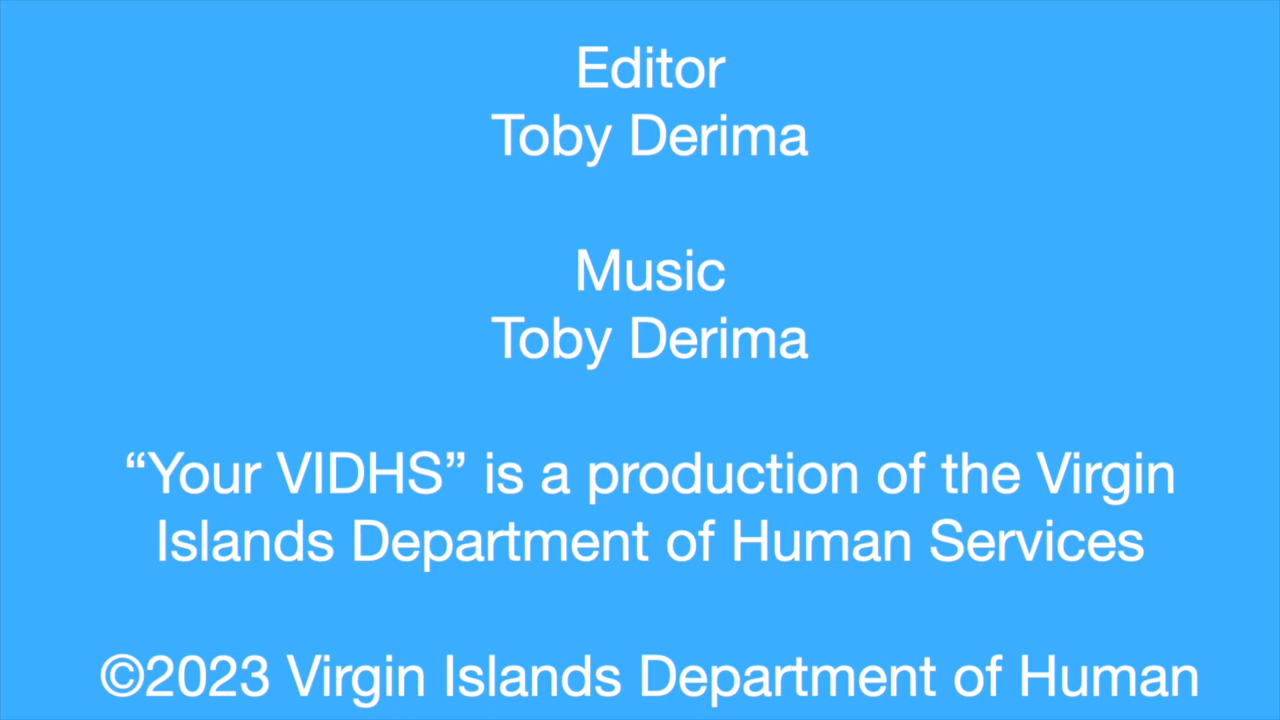 Editor
Toby Derima
Music
Toby Derima
“Your VIDHS” is a production of the Virgin
Islands Department of Human Services
©2023 Virgin Islands Department of Human